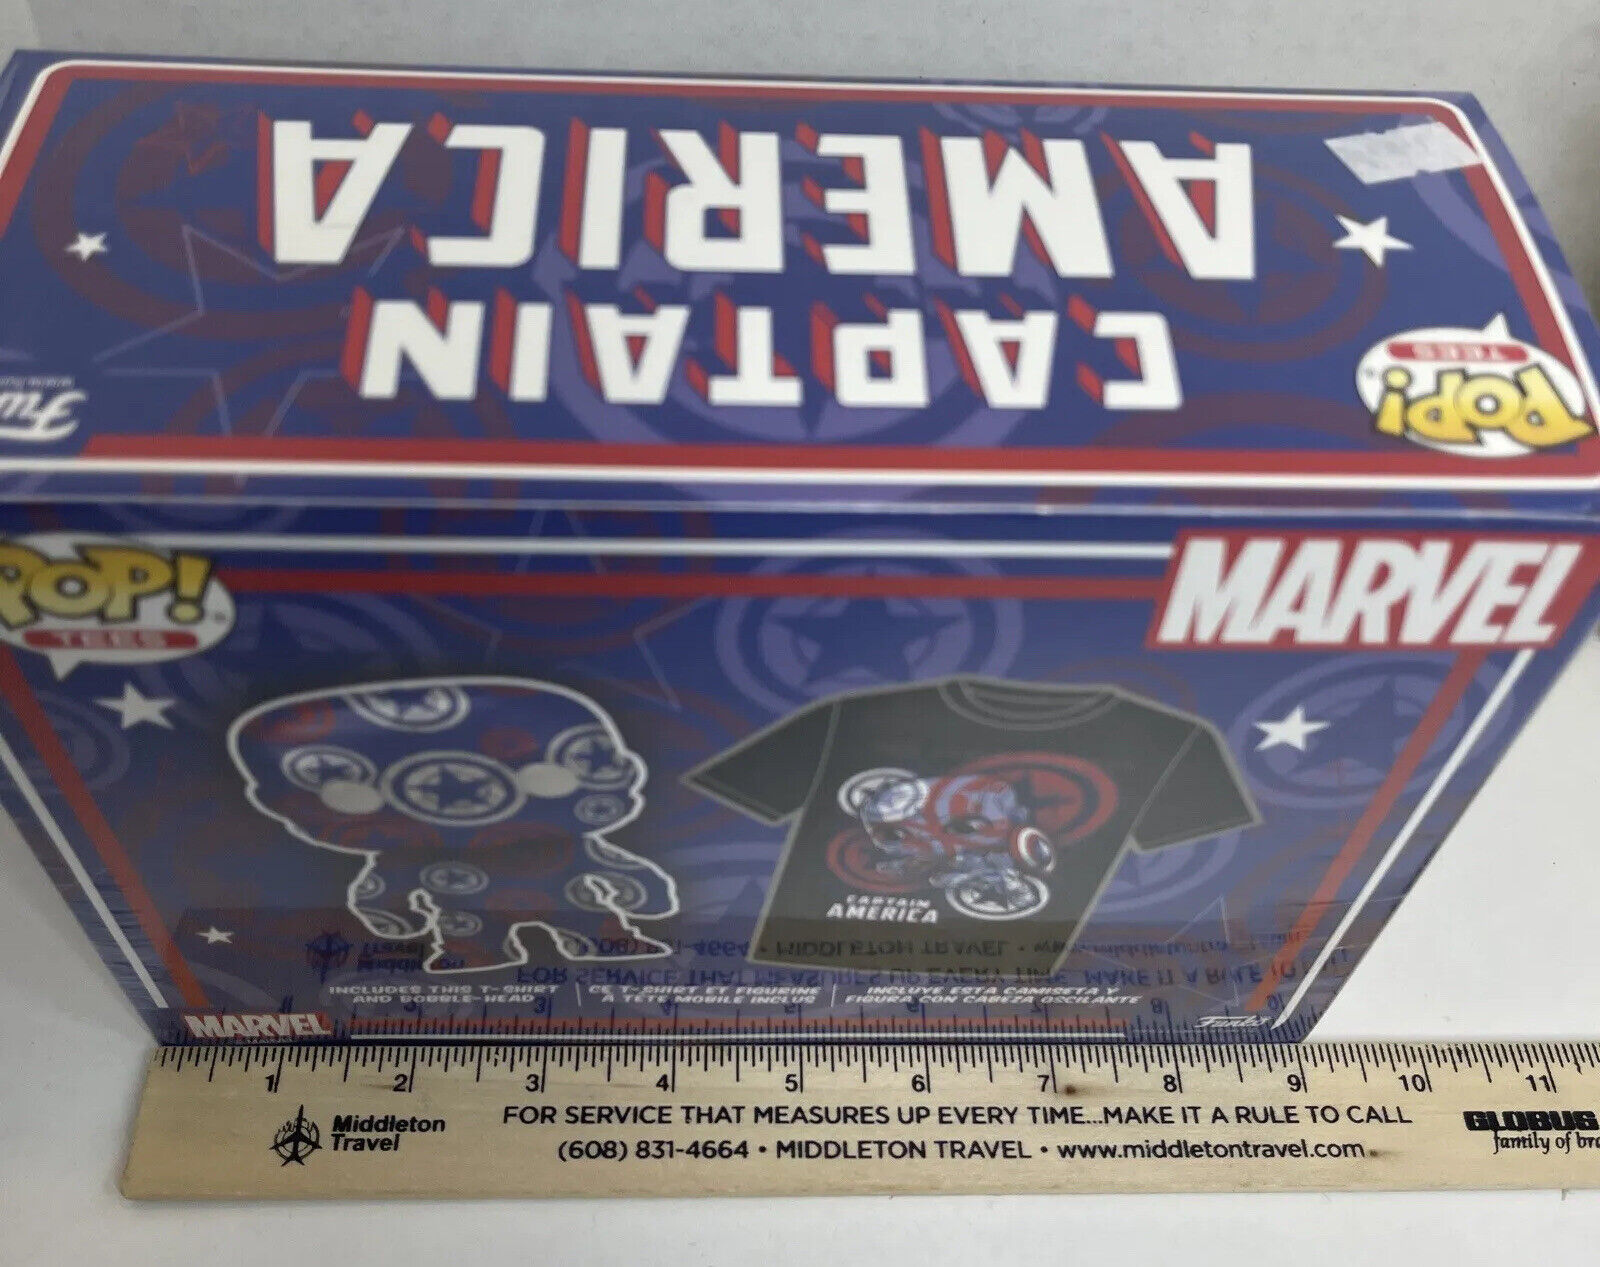 CAPTAIN
AMERICA
POP!
TEES
POP!
TEES
MARVEL
CAPTAIN
AMERICA
INCLUDES THIS T-SHIRT
AND BOBBLE-HEAD
CE T-SHIRT ET FIGURINE
À TÊTE MOBILE INCLUS
INCLUYE ESTA CAMISETA Y
FIGURA CON CABEZA OSCILANTE
MARVEL
Funko
1 2 3 4 5 6 7 8 9 10 11
Middleton
Travel
FOR SERVICE THAT MEASURES UP EVERY TIME...MAKE IT A RULE TO CALL
(608) 831-4664 • MIDDLETON TRAVEL • www.middletontravel.com
GLOBUS
family of